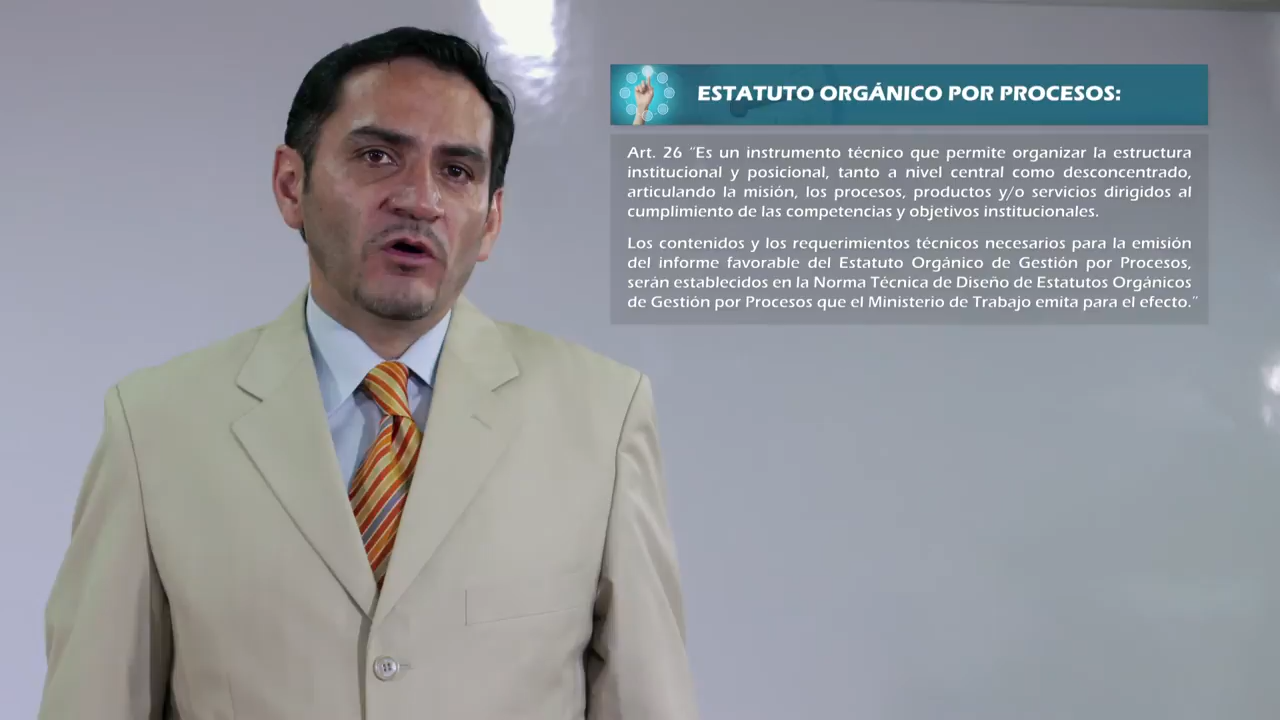 ESTATUTO ORGÁNICO POR PROCESOS:
Art. 26 “Es un instrumento técnico que permite organizar la estructura
institucional y posicional, tanto a nivel central como desconcentrado,
articulando la misión, los procesos, productos y/o servicios dirigidos al
cumplimiento de las competencias y objetivos institucionales.
Los contenidos y los requerimientos técnicos necesarios para la emisión
del informe favorable del Estatuto Orgánico de Gestión por Procesos,
serán establecidos en la Norma Técnica de Diseño de Estatutos Orgánicos
de Gestión por Procesos que el Ministerio de Trabajo emita para el efecto.”